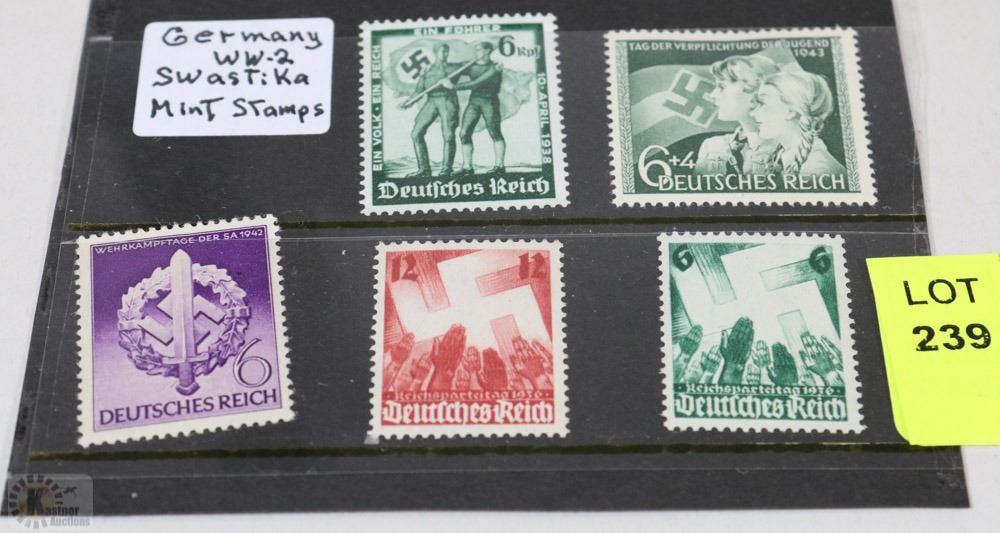 Germany
WW-2
Swastika
Mint Stamps
EIN VOLK · EIN REICH
EIN FÜHRER
10·APRIL 1938
6 Rpf
Deutsches Reich
TAG DER VERPFLICHTUNG DER JUGEND
1943
6+4
DEUTSCHES REICH
WEHRKAMPFTAGE·DER SA 1942
6
DEUTSCHES REICH
12 12
Reichsparteitag 1936
Deutsches Reich
6 6
Reichsparteitag 1936
Deutsches Reich
LOT
239
Kastner
Auctions